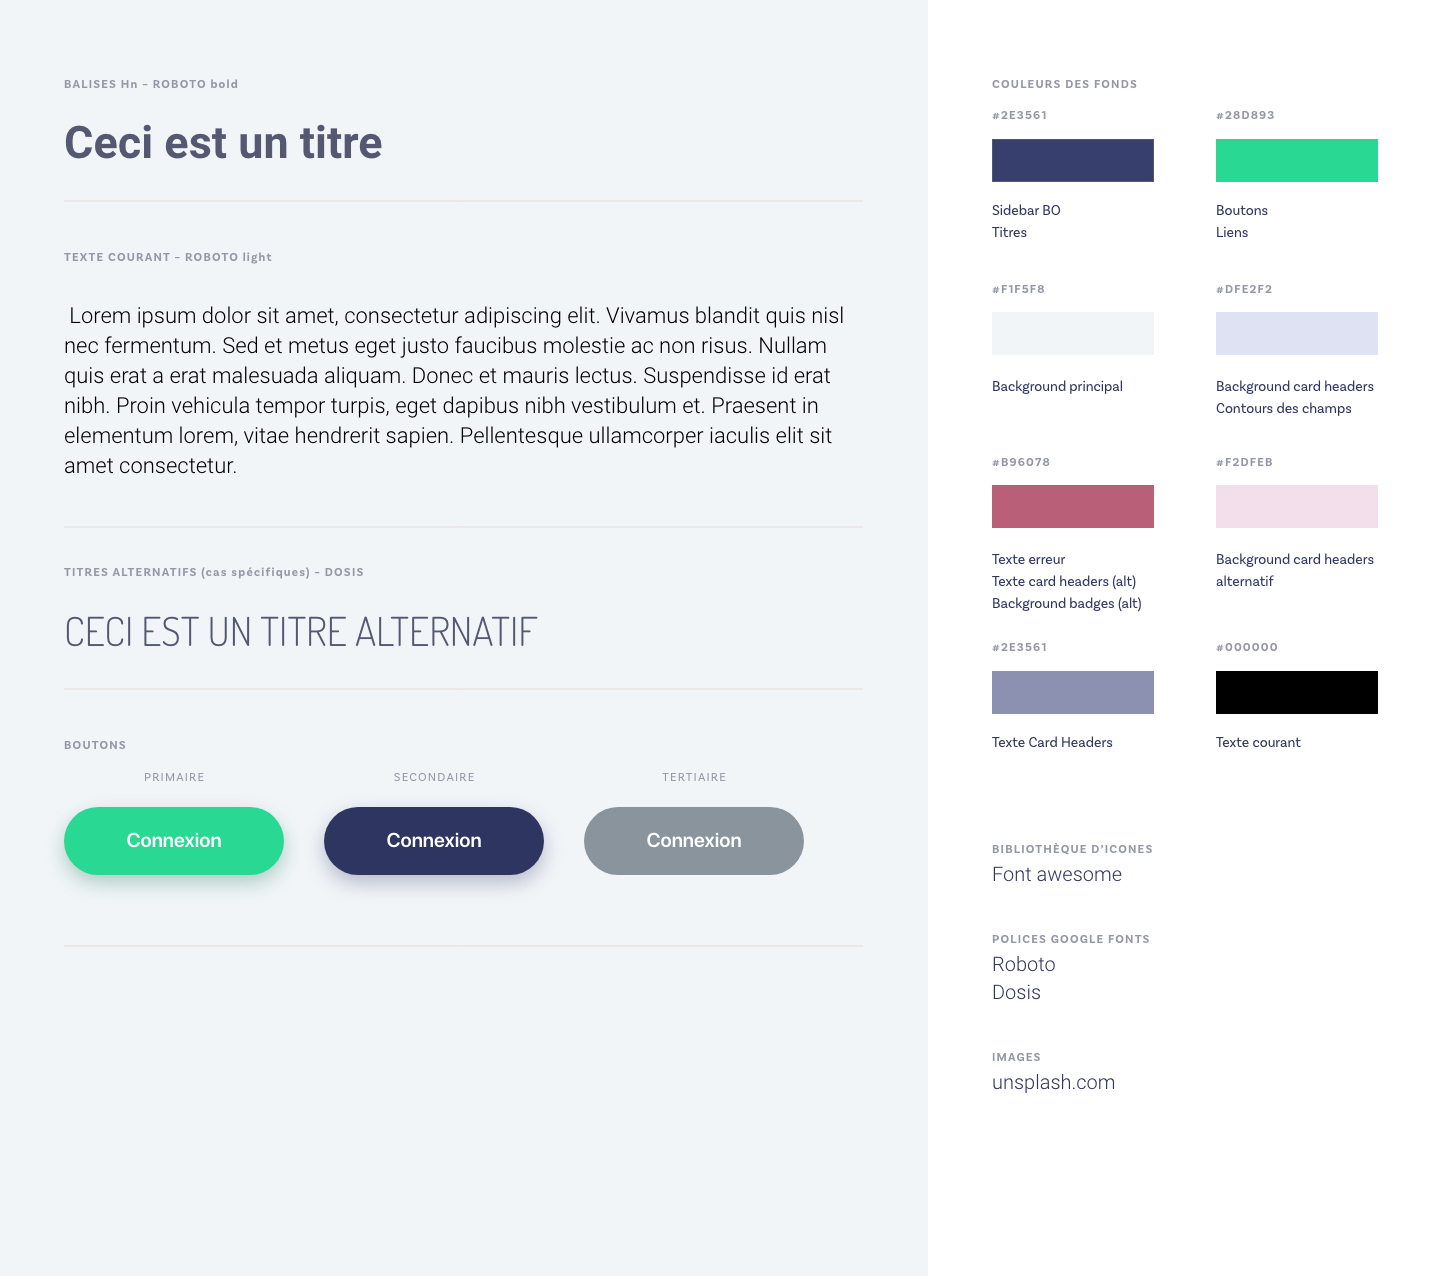 BALISES Hn – ROBOTO bold
Ceci est un titre
TEXTE COURANT – ROBOTO light
Lorem ipsum dolor sit amet, consectetur adipiscing elit. Vivamus blandit quis nisl
nec fermentum. Sed et metus eget justo faucibus molestie ac non risus. Nullam
quis erat a erat malesuada aliquam. Donec et mauris lectus. Suspendisse id erat
nibh. Proin vehicula tempor turpis, eget dapibus nibh vestibulum et. Praesent in
elementum lorem, vitae hendrerit sapien. Pellentesque ullamcorper iaculis elit sit
amet consectetur.
TITRES ALTERNATIFS (cas spécifiques) – DOSIS
CECI EST UN TITRE ALTERNATIF
BOUTONS
PRIMAIRE
SECONDAIRE
TERTIAIRE
Connexion
Connexion
Connexion
COULEURS DES FONDS
#2E3561
#28D893
Sidebar BO
Titres
Boutons
Liens
#F1F5F8
#DFE2F2
Background principal
Background card headers
Contours des champs
#B96078
#F2DFEB
Texte erreur
Texte card headers (alt)
Background badges (alt)
Background card headers
alternatif
#2E3561
#000000
Texte Card Headers
Texte courant
BIBLIOTHÈQUE D'ICONES
Font awesome
POLICES GOOGLE FONTS
Roboto
Dosis
IMAGES
unsplash.com